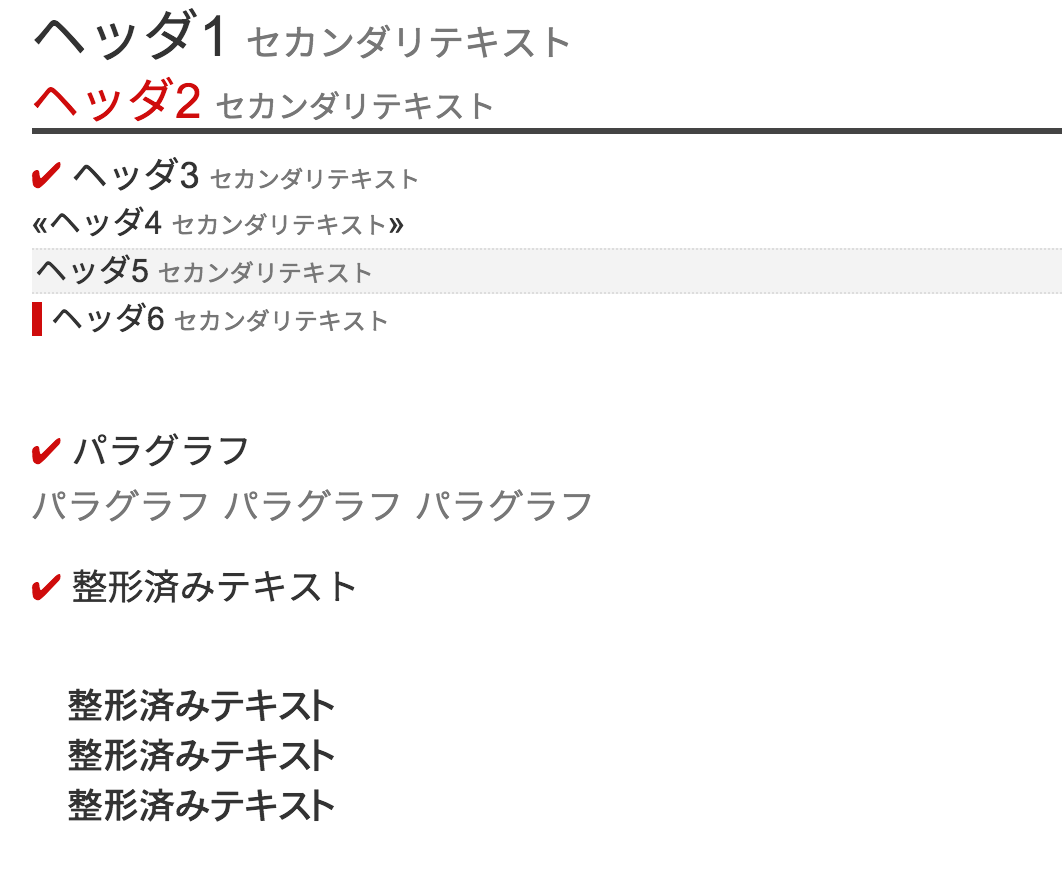 ヘッダ1 セカンダリテキスト
ヘッダ2 セカンダリテキスト
✔ ヘッダ3 セカンダリテキスト
«ヘッダ4 セカンダリテキスト»
ヘッダ5 セカンダリテキスト
ヘッダ6 セカンダリテキスト
✔ パラグラフ
パラグラフ パラグラフ パラグラフ
✔ 整形済みテキスト
整形済みテキスト
整形済みテキスト
整形済みテキスト